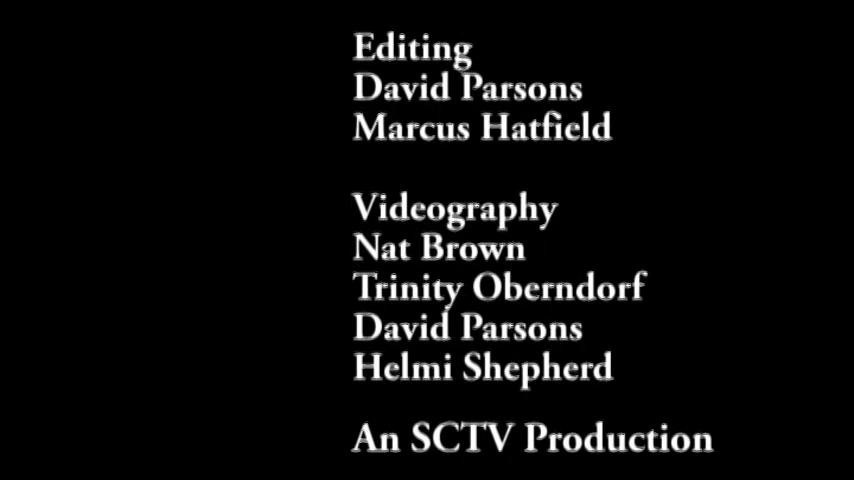 Editing
David Parsons
Marcus Hatfield
Videography
Nat Brown
Trinity Oberndorf
David Parsons
Helmi Shepherd
An SCTV Production